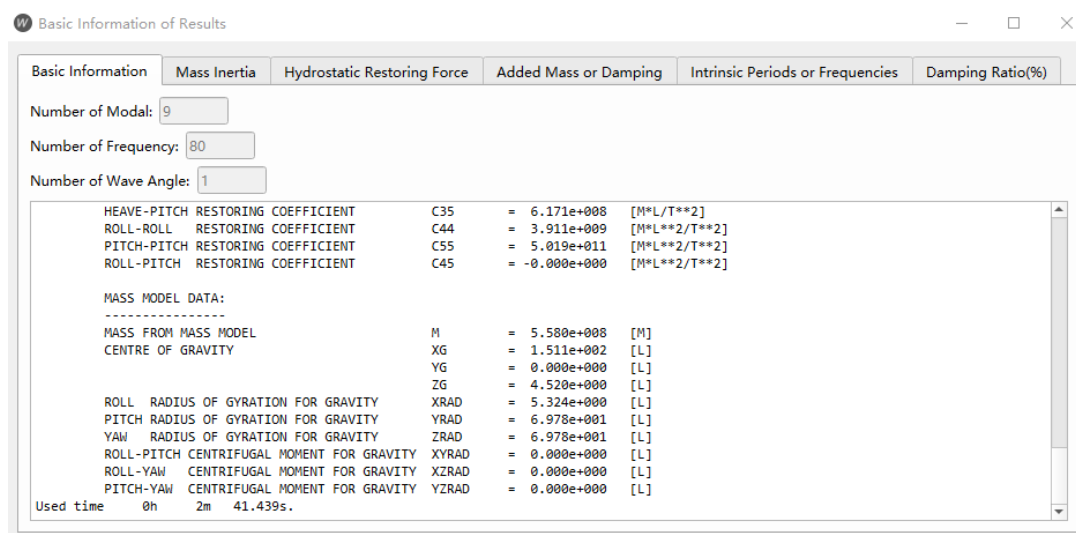 W Basic Information of Results
Basic Information Mass Inertia Hydrostatic Restoring Force Added Mass or Damping Intrinsic Periods or Frequencies Damping Ratio(%)
Number of Modal: 9
Number of Frequency: 80
Number of Wave Angle: 1
HEAVE-PITCH RESTORING COEFFICIENT C35 = 6.171e+008 [M*L/T**2]
ROLL-ROLL RESTORING COEFFICIENT C44 = 3.911e+009 [M*L**2/T**2]
PITCH-PITCH RESTORING COEFFICIENT C55 = 5.019e+011 [M*L**2/T**2]
ROLL-PITCH RESTORING COEFFICIENT C45 = -0.000e+000 [M*L**2/T**2]
MASS MODEL DATA:
----------------
MASS FROM MASS MODEL M = 5.580e+008 [M]
CENTRE OF GRAVITY XG = 1.511e+002 [L]
YG = 0.000e+000 [L]
ZG = 4.520e+000 [L]
ROLL RADIUS OF GYRATION FOR GRAVITY XRAD = 5.324e+000 [L]
PITCH RADIUS OF GYRATION FOR GRAVITY YRAD = 6.978e+001 [L]
YAW RADIUS OF GYRATION FOR GRAVITY ZRAD = 6.978e+001 [L]
ROLL-PITCH CENTRIFUGAL MOMENT FOR GRAVITY XYRAD = 0.000e+000 [L]
ROLL-YAW CENTRIFUGAL MOMENT FOR GRAVITY XZRAD = 0.000e+000 [L]
PITCH-YAW CENTRIFUGAL MOMENT FOR GRAVITY YZRAD = 0.000e+000 [L]
Used time 0h 2m 41.439s.